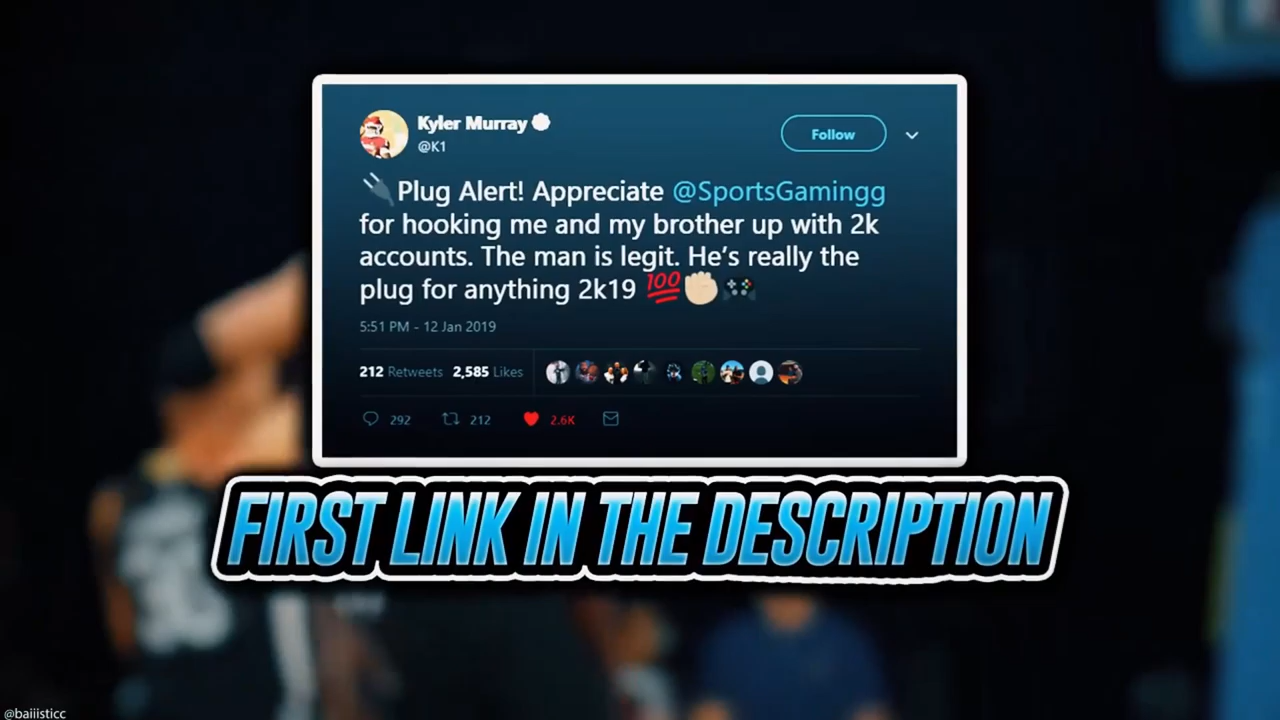 Kyler Murray
@K1
Follow
🔌Plug Alert! Appreciate @SportsGamingg
for hooking me and my brother up with 2k
accounts. The man is legit. He’s really the
plug for anything 2k19 💯✊🏼🎮
5:51 PM - 12 Jan 2019
212 Retweets 2,585 Likes
292 212 2.6K
FIRST LINK IN THE DESCRIPTION
@baiiisticc